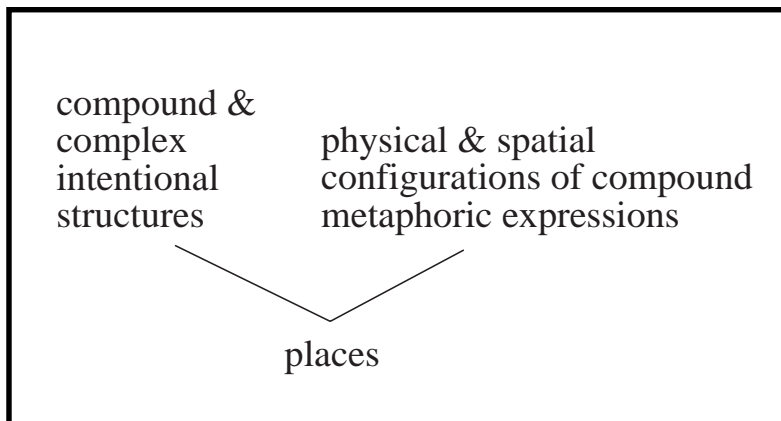 compound &
complex
intentional
structures
physical & spatial
configurations of compound
metaphoric expressions
places